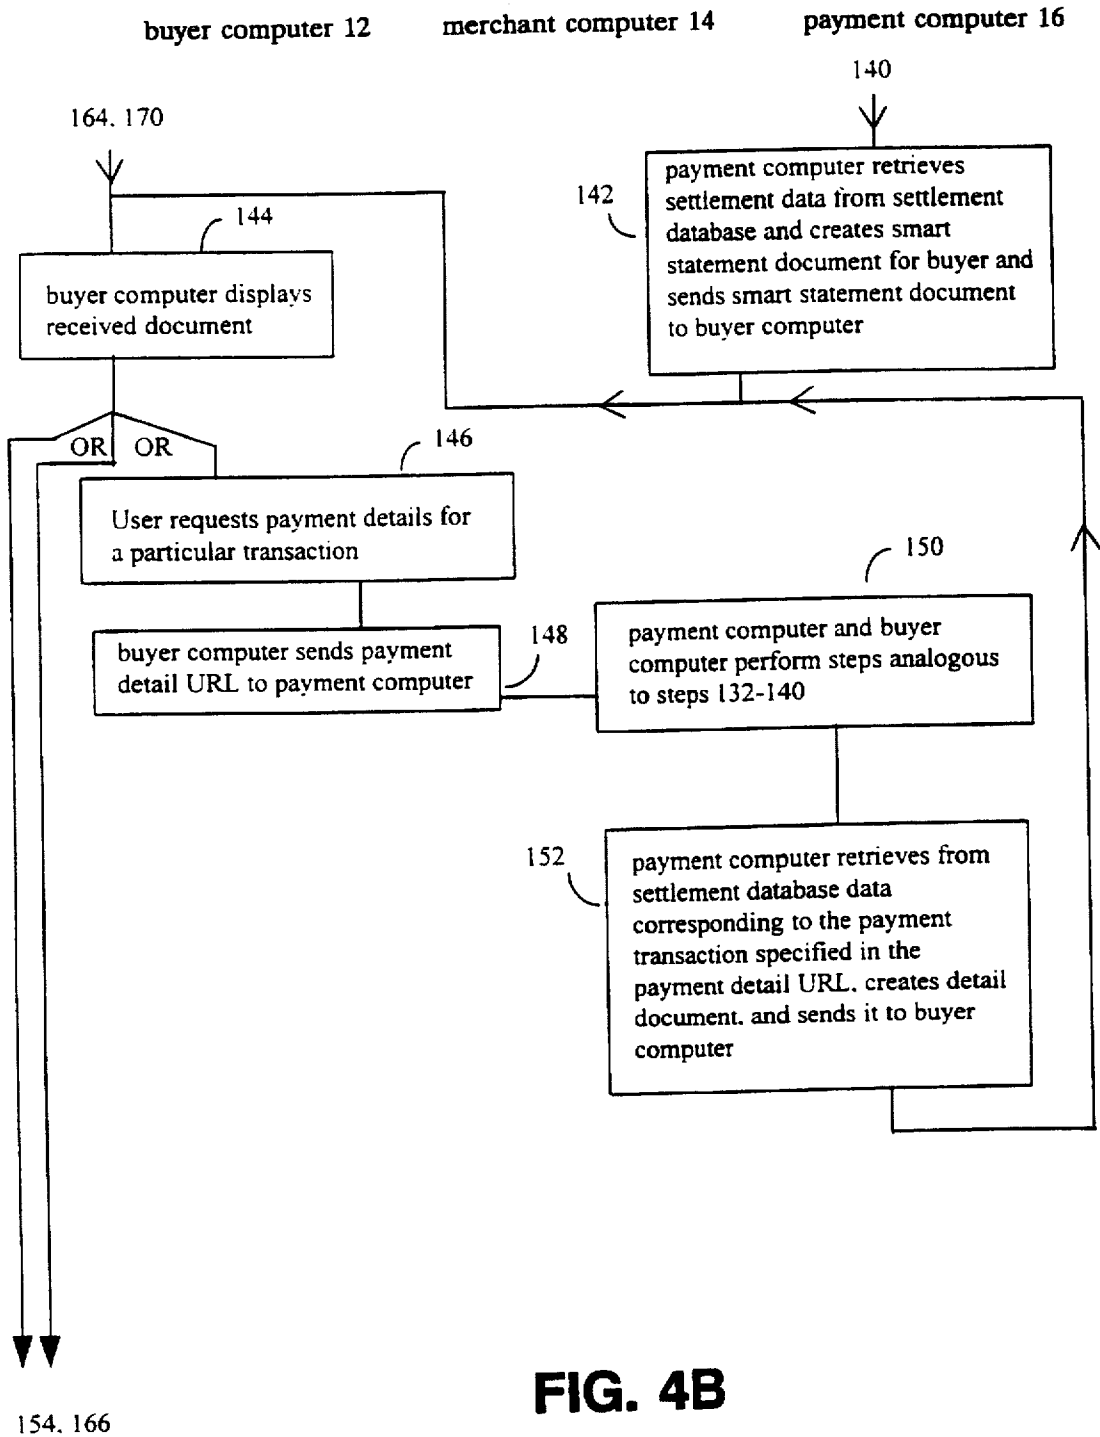 buyer computer 12 merchant computer 14 payment computer 16
140
164, 170
142
payment computer retrieves
settlement data from settlement
database and creates smart
statement document for buyer and
sends smart statement document
to buyer computer
144
buyer computer displays
received document
OR OR
146
User requests payment details for
a particular transaction
148
buyer computer sends payment
detail URL to payment computer
150
payment computer and buyer
computer perform steps analogous
to steps 132-140
152
payment computer retrieves from
settlement database data
corresponding to the payment
transaction specified in the
payment detail URL, creates detail
document, and sends it to buyer
computer
154, 166
FIG. 4B